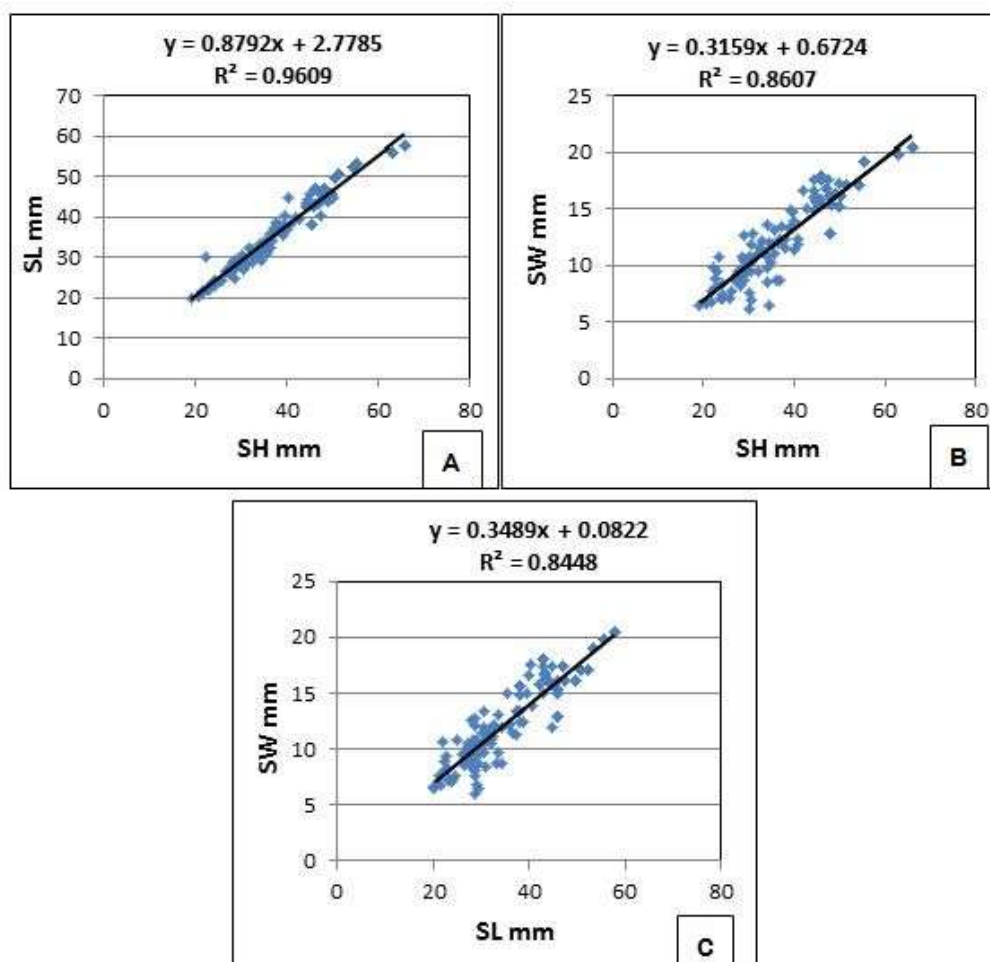 y = 0.8792x + 2.7785
R² = 0.9609
70
60
50
40
30
20
10
0
SL mm
0 20 40 60 80
SH mm
A
y = 0.3159x + 0.6724
R² = 0.8607
25
20
15
10
5
0
SW mm
0 20 40 60 80
SH mm
B
y = 0.3489x + 0.0822
R² = 0.8448
25
20
15
10
5
0
SW mm
0 20 40 60 80
SL mm
C